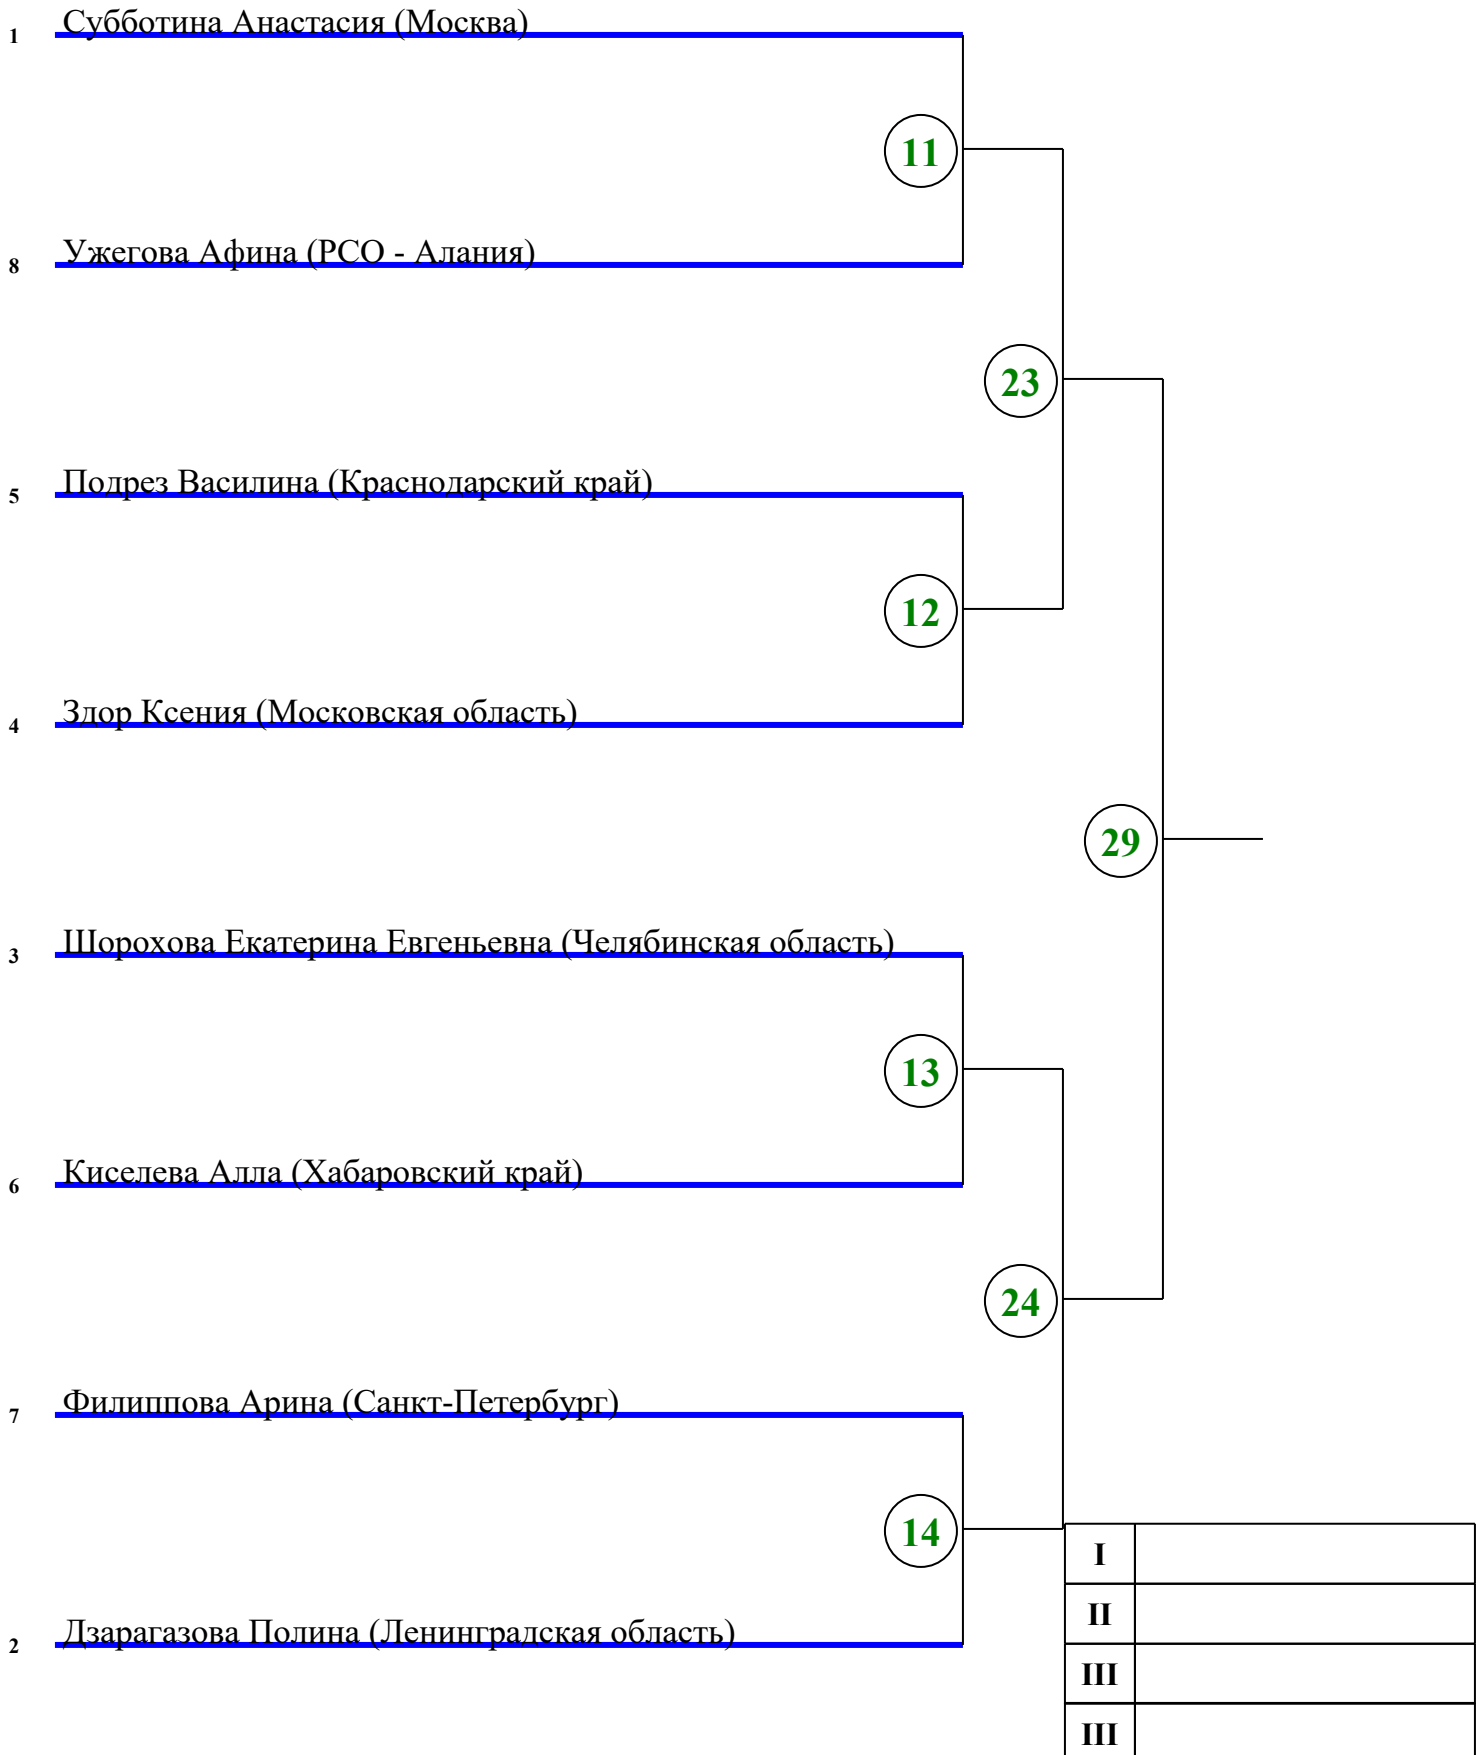 1 Субботина Анастасия (Москва)
11
8 Ужегова Афина (РСО - Алания)
23
5 Подрез Василина (Краснодарский край)
12
4 Здор Ксения (Московская область)
29
3 Шорохова Екатерина Евгеньевна (Челябинская область)
13
6 Киселева Алла (Хабаровский край)
24
7 Филиппова Арина (Санкт-Петербург)
14
I
II
2 Дзарагазова Полина (Ленинградская область)
III
III